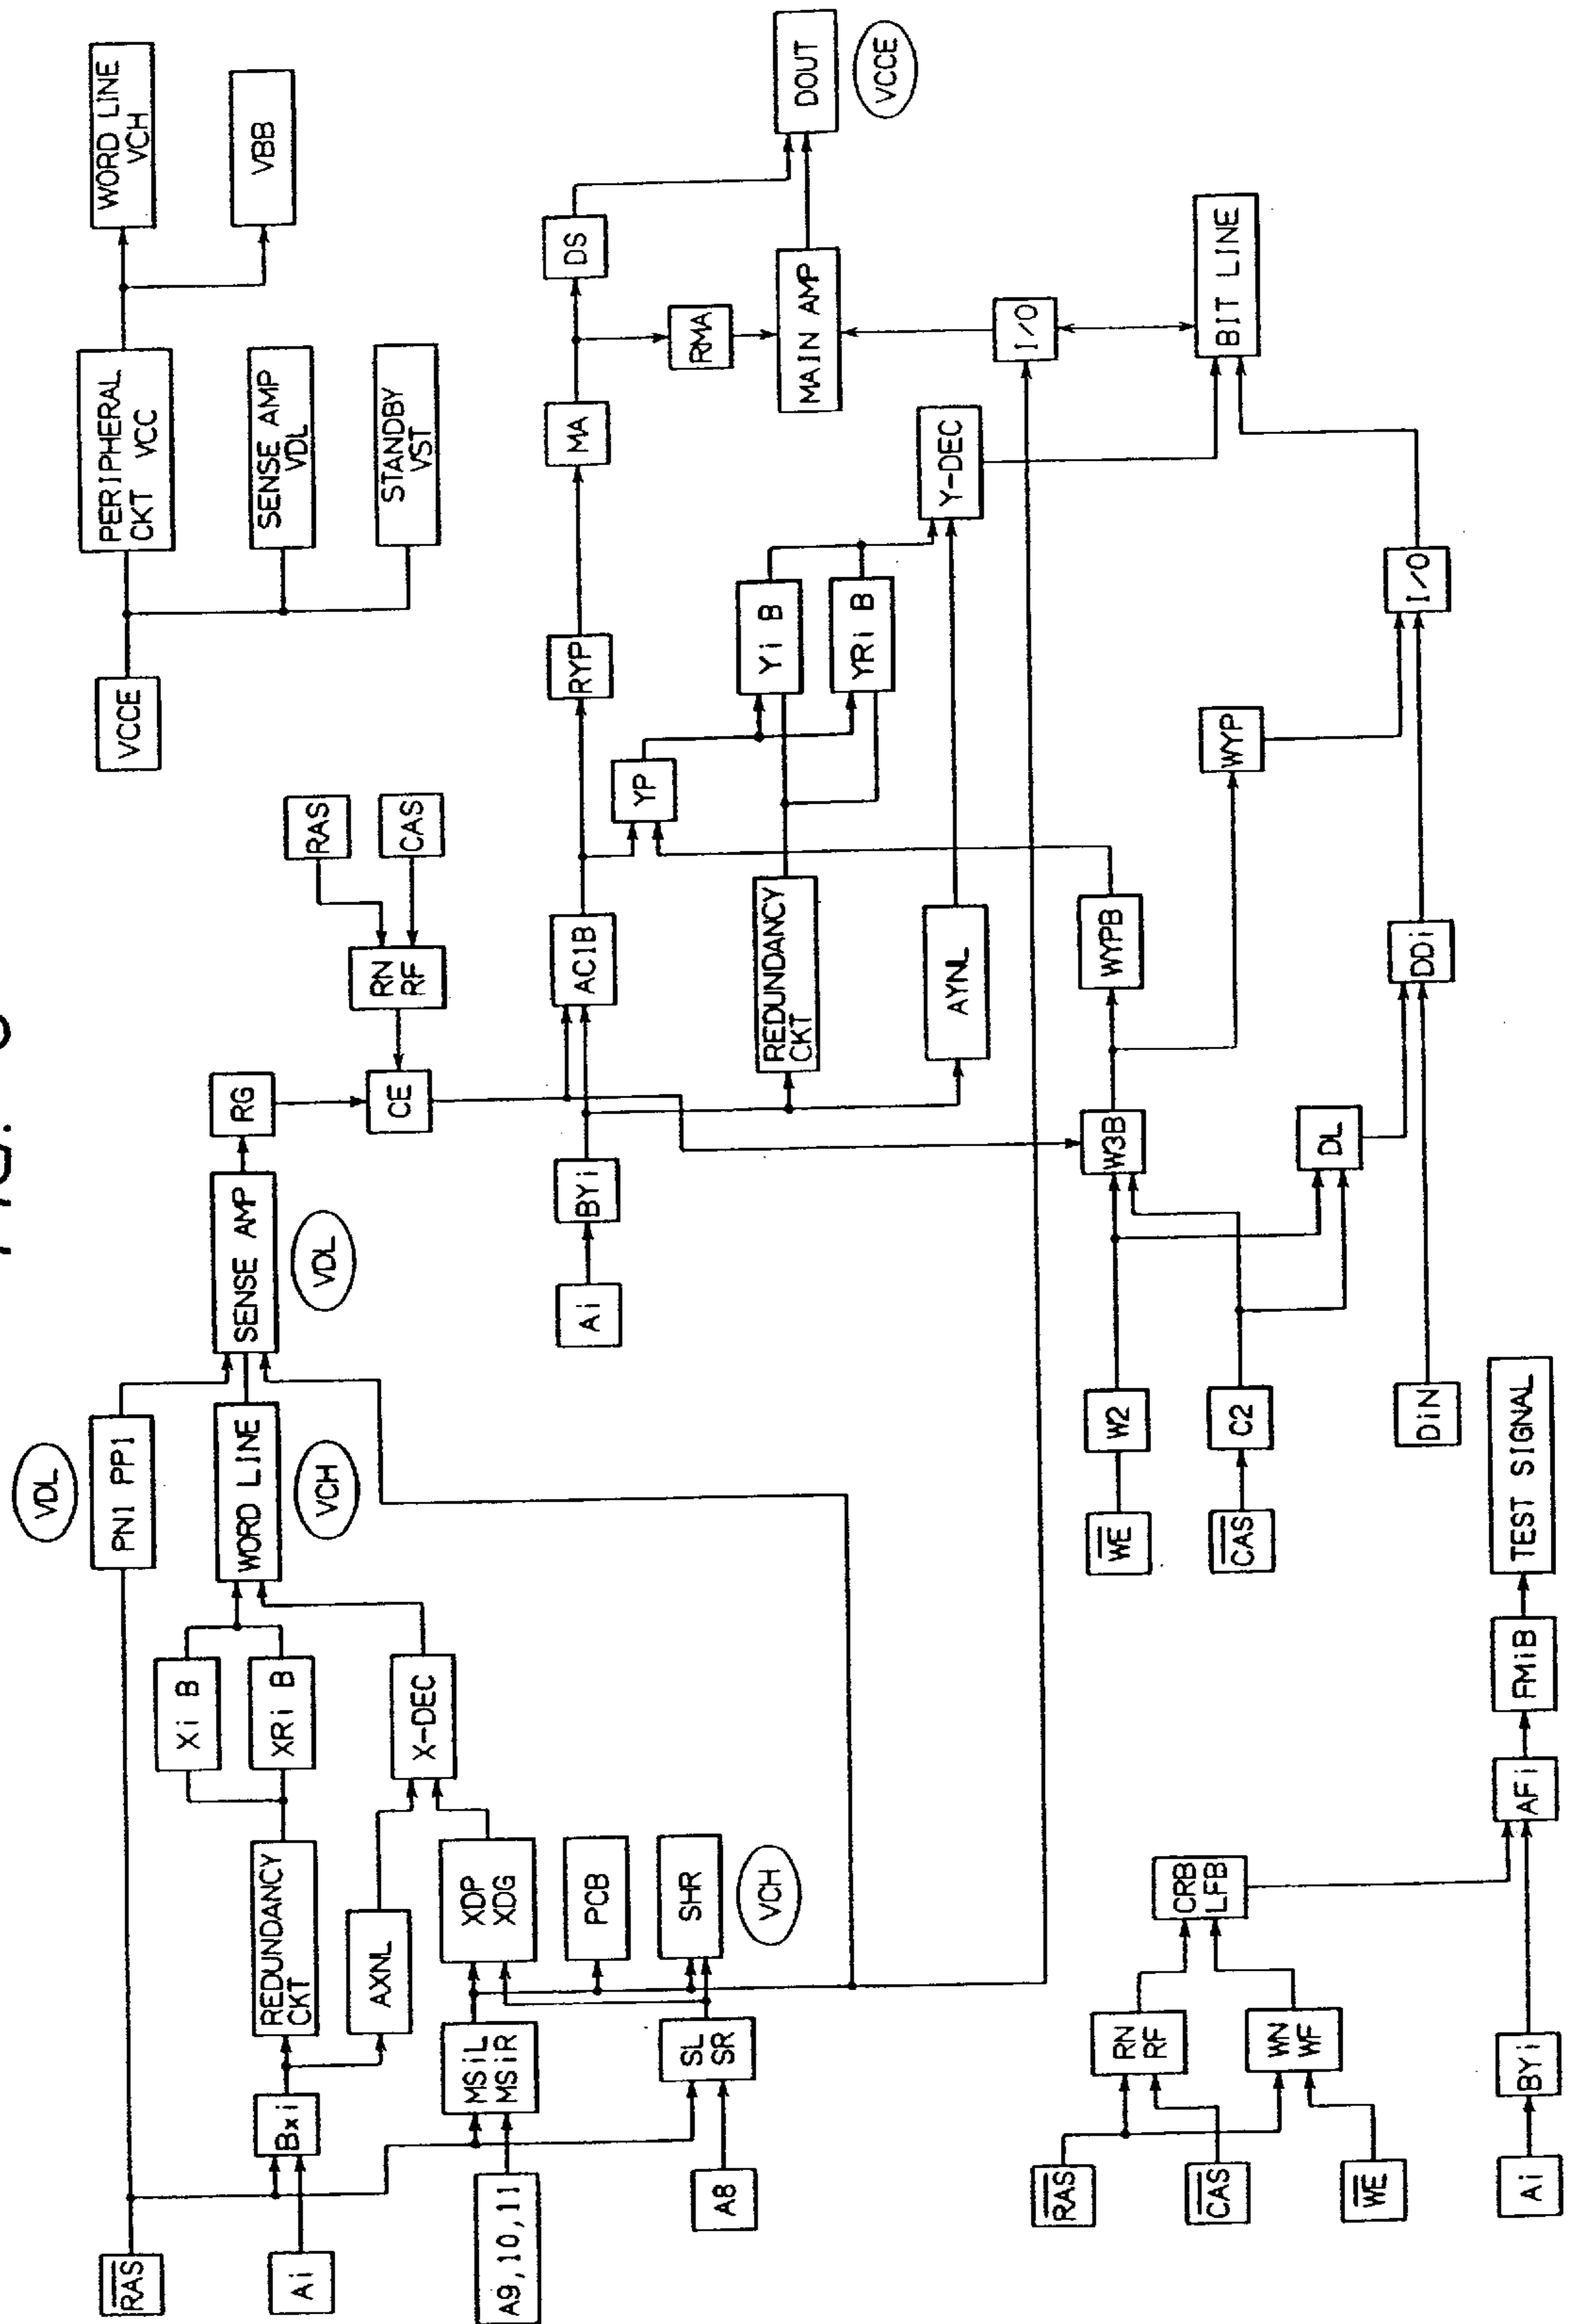 RAS
Ai
A9,10,11
A8
Bxi
MSiL
MSiR
SL
SR
REDUNDANCY
CKT
AXNL
XDP
XDG
PCB
SHR
VCH
Xi B
XRi B
X-DEC
VDL
PN1 PP1
WORD LINE
VCH
SENSE AMP
VDL
RG
CE
RN
RF
RAS
CAS
VCCE
PERIPHERAL
CKT VCC
SENSE AMP
VDL
STANDBY
VST
WORD LINE
VCH
VBB
Ai
BYi
AC1B
RYP
MA
DS
DOUT
VCCE
YP
RMA
MAIN AMP
REDUNDANCY
CKT
Yi B
YRi B
AYNL
Y-DEC
I/O
BIT LINE
WE
W2
W3B
WYPB
WYP
CAS
C2
DL
DiN
DDi
I/O
RAS
CAS
WE
RN
RF
WN
WF
CRB
LFB
Ai
BYi
AFi
FMiB
TEST SIGNAL